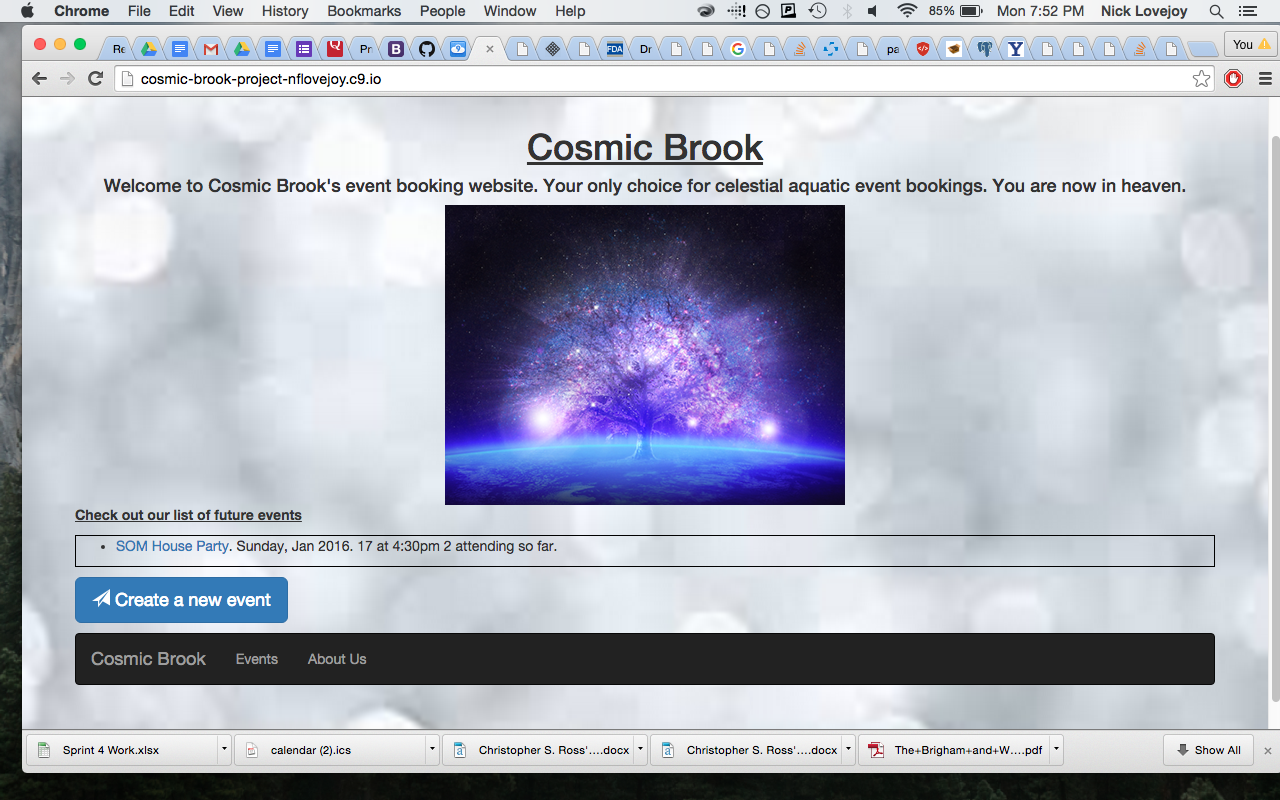 Chrome File Edit View History Bookmarks People Window Help 85% Mon 7:52 PM Nick Lovejoy
Re Pr Dr pa You
cosmic-brook-project-nflovejoy.c9.io
Cosmic Brook
Welcome to Cosmic Brook's event booking website. Your only choice for celestial aquatic event bookings. You are now in heaven.
Check out our list of future events
• SOM House Party. Sunday, Jan 2016. 17 at 4:30pm 2 attending so far.
Create a new event
Cosmic Brook Events About Us
Sprint 4 Work.xlsx calendar (2).ics Christopher S. Ross'....docx Christopher S. Ross'....docx The+Brigham+and+W....pdf Show All